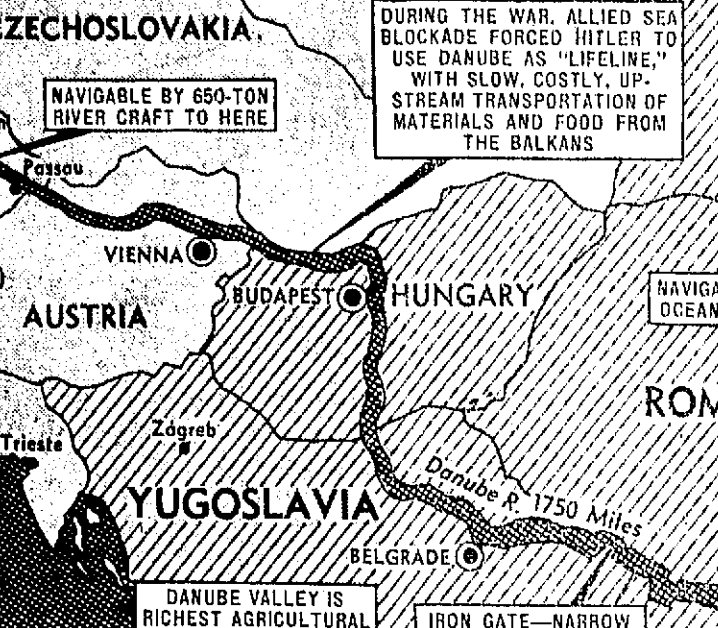 CZECHOSLOVAKIA.
DURING THE WAR, ALLIED SEA
BLOCKADE FORCED HITLER TO
USE DANUBE AS "LIFELINE,"
WITH SLOW, COSTLY, UP-
STREAM TRANSPORTATION OF
MATERIALS AND FOOD FROM
THE BALKANS
NAVIGABLE BY 650-TON
RIVER CRAFT TO HERE
Passau
VIENNA
BUDAPEST
HUNGARY
AUSTRIA
NAVIGA
OCEAN
ROM
Trieste
Zagreb
YUGOSLAVIA
Danube R. 1750 Miles
BELGRADE
DANUBE VALLEY IS
RICHEST AGRICULTURAL
IRON GATE—NARROW